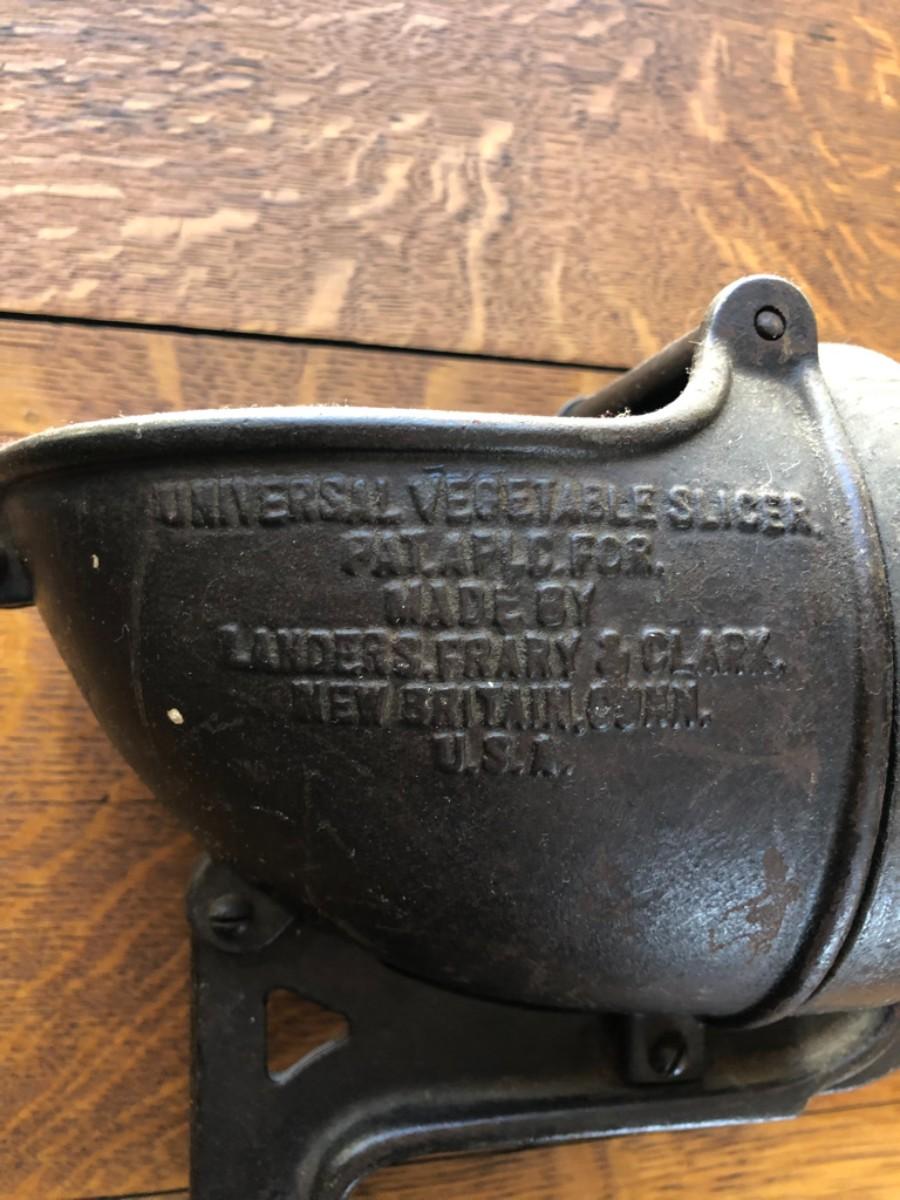 UNIVERSAL VEGETABLE SLICER.
PAT. APLD. FOR.
MADE BY
LANDERS, FRARY & CLARK,
NEW BRITAIN, CONN.
U.S.A.